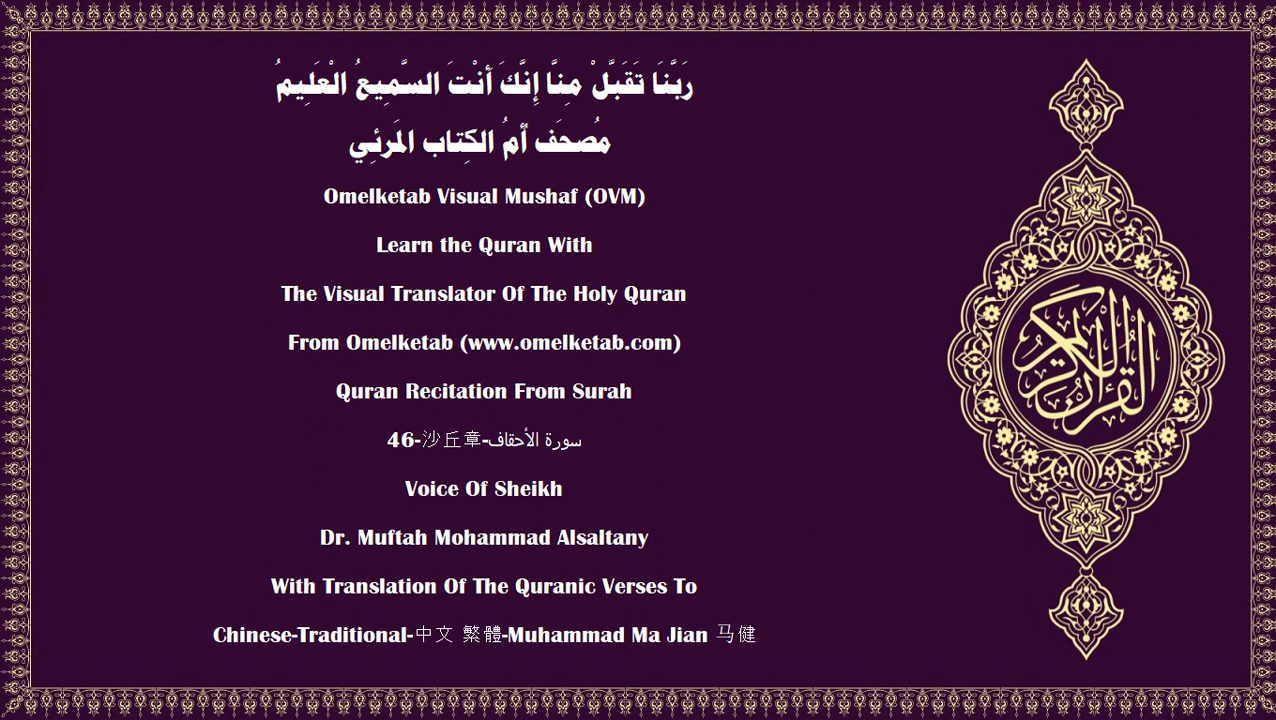 رَبَّنَا تَقَبَّلْ مِنَّا إِنَّكَ أَنْتَ السَّمِيعُ الْعَلِيمُ
مُصحَف أمُ الكِتاب المَرئِي
Omelketab Visual Mushaf (OVM)
Learn the Quran With
The Visual Translator Of The Holy Quran
From Omelketab (www.omelketab.com)
Quran Recitation From Surah
46-沙丘章-سورة الأحقاف
Voice Of Sheikh
Dr. Muftah Mohammad Alsaltany
With Translation Of The Quranic Verses To
Chinese-Traditional-中文 繁體-Muhammad Ma Jian 马健
القرآن الكريم